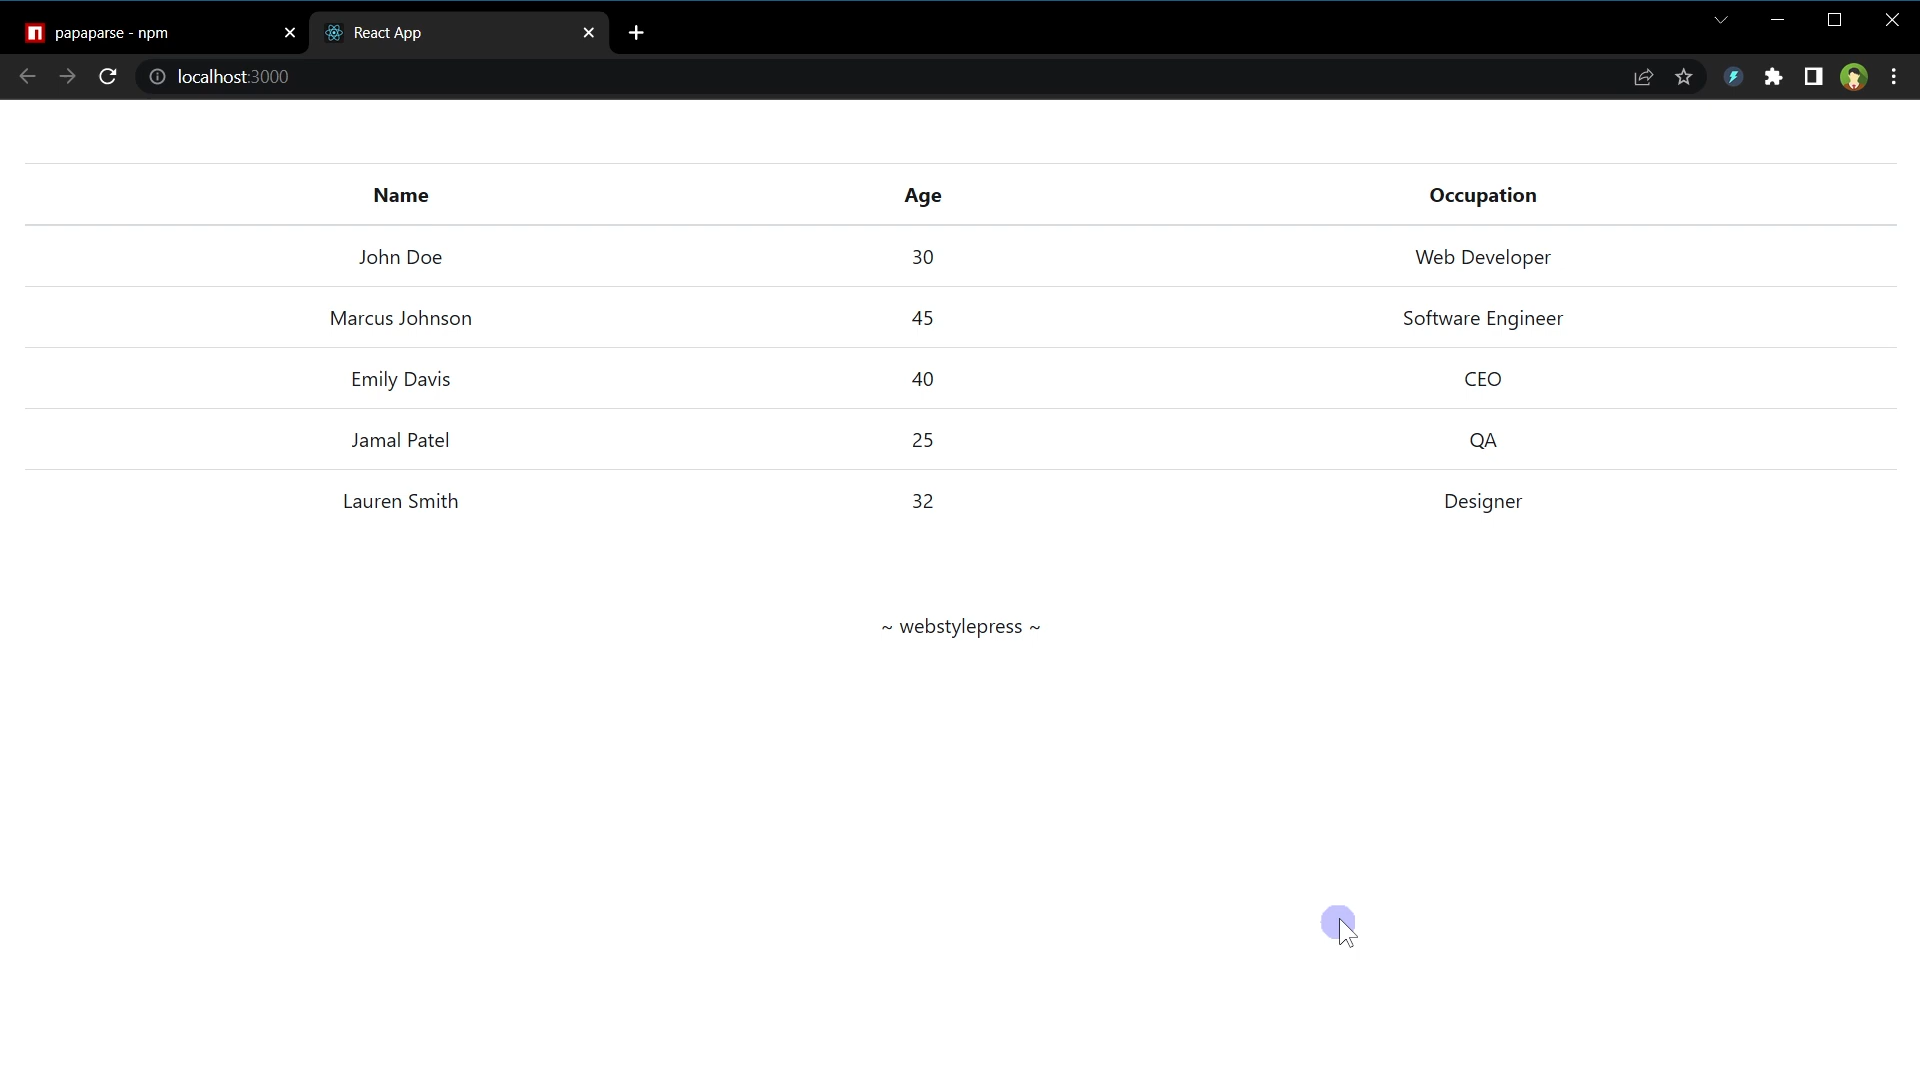 papaparse - npm
React App
localhost:3000
Name Age Occupation
John Doe 30 Web Developer
Marcus Johnson 45 Software Engineer
Emily Davis 40 CEO
Jamal Patel 25 QA
Lauren Smith 32 Designer
~ webstylepress ~